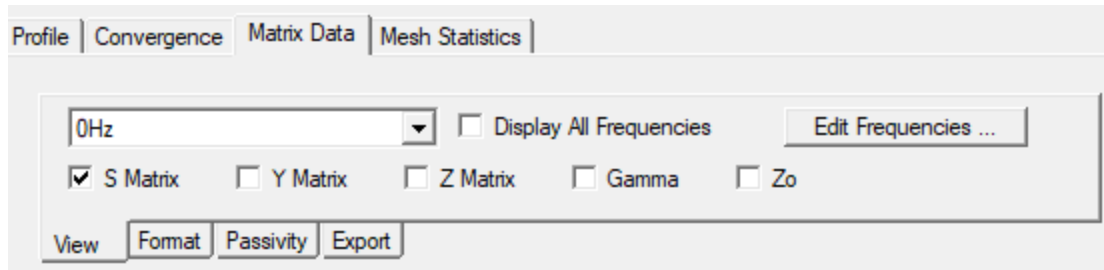 Profile Convergence Matrix Data Mesh Statistics
0Hz Display All Frequencies Edit Frequencies ...
S Matrix Y Matrix Z Matrix Gamma Zo
View Format Passivity Export